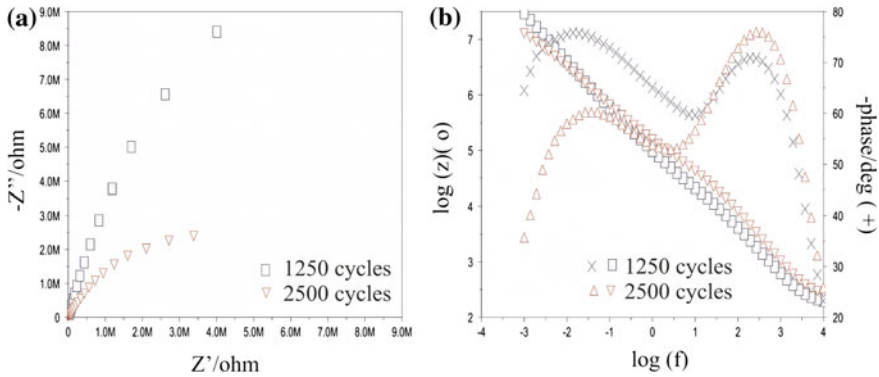 (a)
9.0M
8.0M
7.0M
6.0M
5.0M
4.0M
3.0M
2.0M
1.0M
0
-Z''/ohm
0 1.0M 2.0M 3.0M 4.0M 5.0M 6.0M 7.0M 8.0M 9.0M
Z'/ohm
1250 cycles
2500 cycles
(b)
7
6
5
4
3
2
log (z)( o)
80
70
60
50
40
30
20
-phase/deg (+)
-4 -3 -2 -1 0 1 2 3 4
log (f)
1250 cycles
2500 cycles